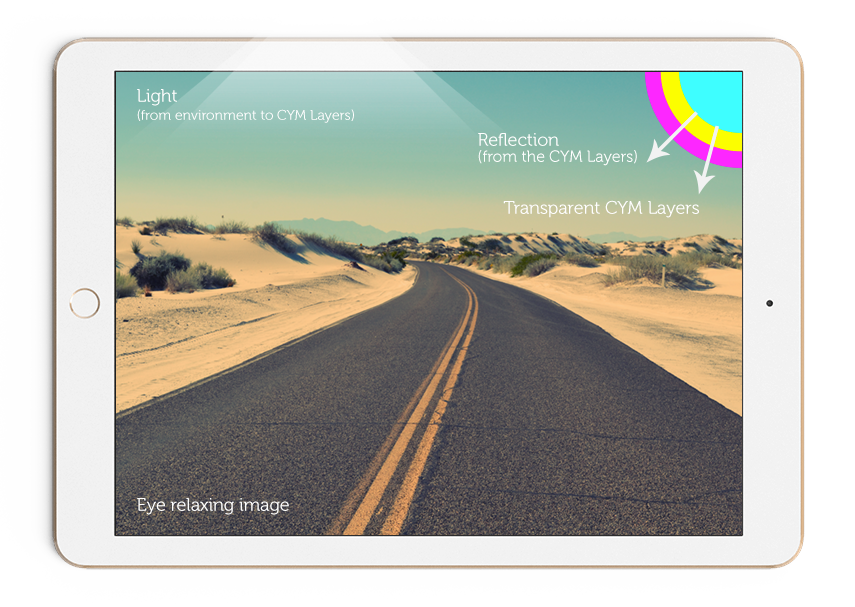 Light
(from environment to CYM Layers)
Reflection
(from the CYM Layers)
Transparent CYM Layers
Eye relaxing image